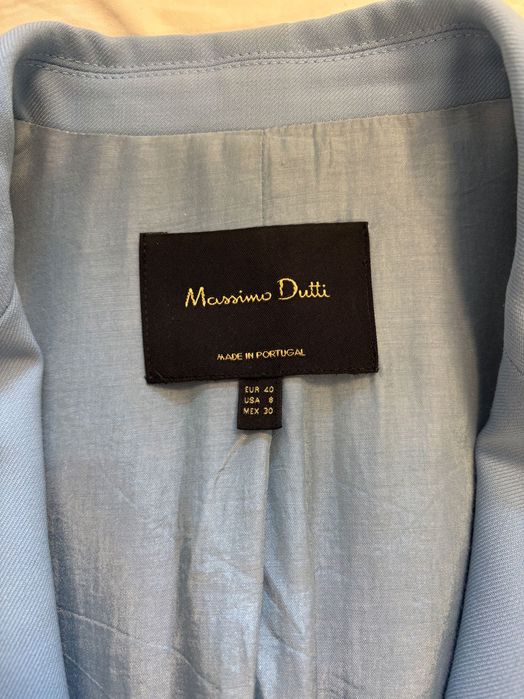 Massimo Dutti
MADE IN PORTUGAL
EUR 40
USA 8
MEX 30